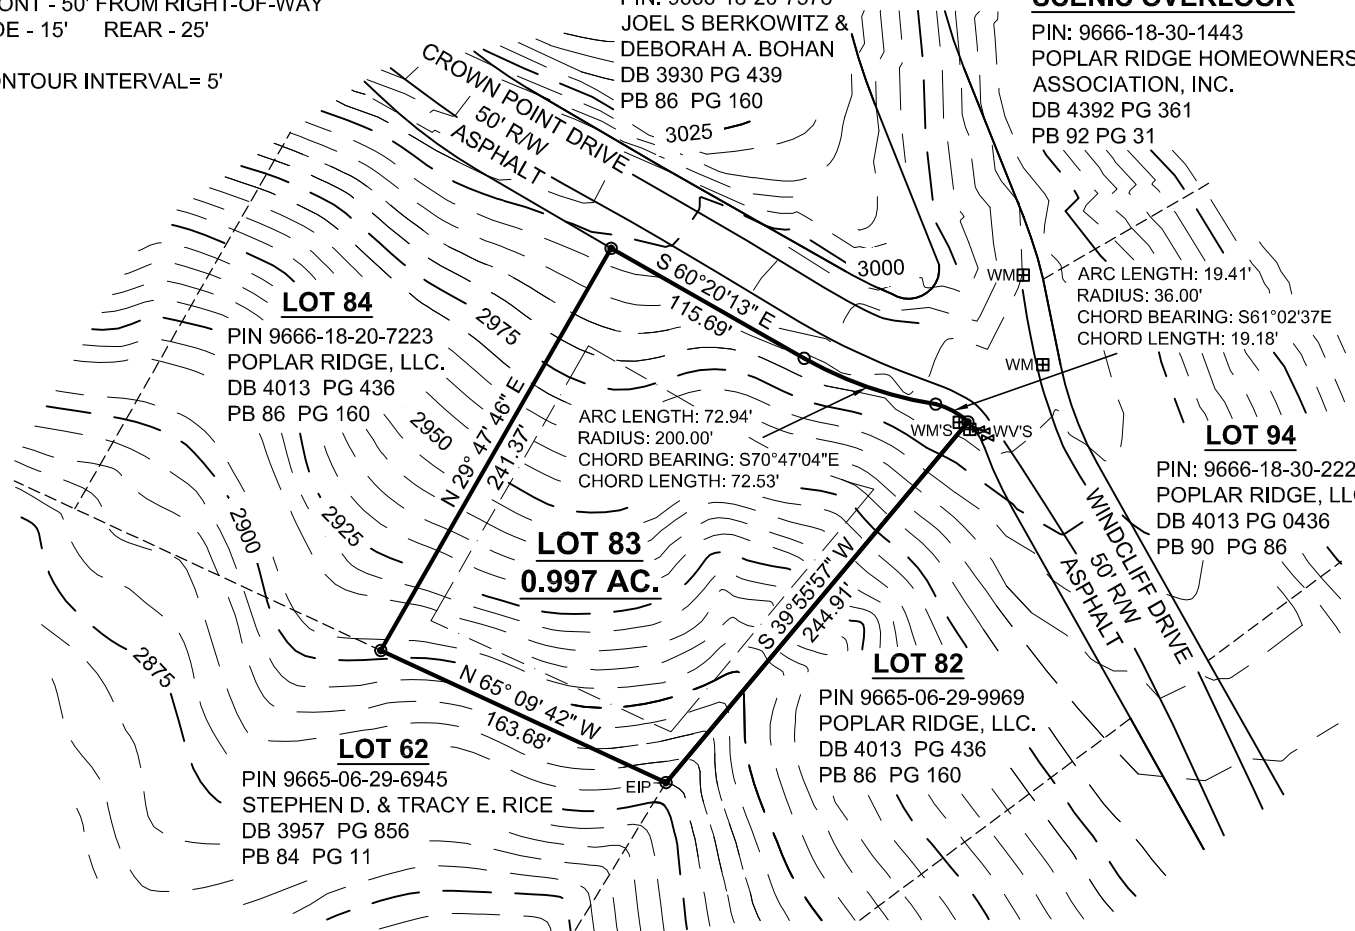 FRONT - 50' FROM RIGHT-OF-WAY
SIDE - 15' REAR - 25'
CONTOUR INTERVAL= 5'
JOEL S BERKOWITZ &
DEBORAH A. BOHAN
DB 3930 PG 439
PB 86 PG 160
SCENIC OVERLOOK
PIN: 9666-18-30-1443
POPLAR RIDGE HOMEOWNERS
ASSOCIATION, INC.
DB 4392 PG 361
PB 92 PG 31
CROWN POINT DRIVE
50' R/W
ASPHALT
3025
3000
S 60°20'13" E
115.69'
WM
ARC LENGTH: 19.41'
RADIUS: 36.00'
CHORD BEARING: S61°02'37E
CHORD LENGTH: 19.18'
WM
LOT 84
PIN 9666-18-20-7223
POPLAR RIDGE, LLC.
DB 4013 PG 436
PB 86 PG 160
2975
2950
2925
2900
2875
N 29° 47' 46" E
241.37'
ARC LENGTH: 72.94'
RADIUS: 200.00'
CHORD BEARING: S70°47'04"E
CHORD LENGTH: 72.53'
WM'S
WV'S
LOT 94
PIN: 9666-18-30-222
POPLAR RIDGE, LLC
DB 4013 PG 0436
PB 90 PG 86
LOT 83
0.997 AC.
S 39°55'57" W
244.91'
WINDCLIFF DRIVE
50' R/W
ASPHALT
N 65° 09' 42" W
163.68'
LOT 82
PIN 9665-06-29-9969
POPLAR RIDGE, LLC.
DB 4013 PG 436
PB 86 PG 160
LOT 62
PIN 9665-06-29-6945
STEPHEN D. & TRACY E. RICE
DB 3957 PG 856
PB 84 PG 11
EIP